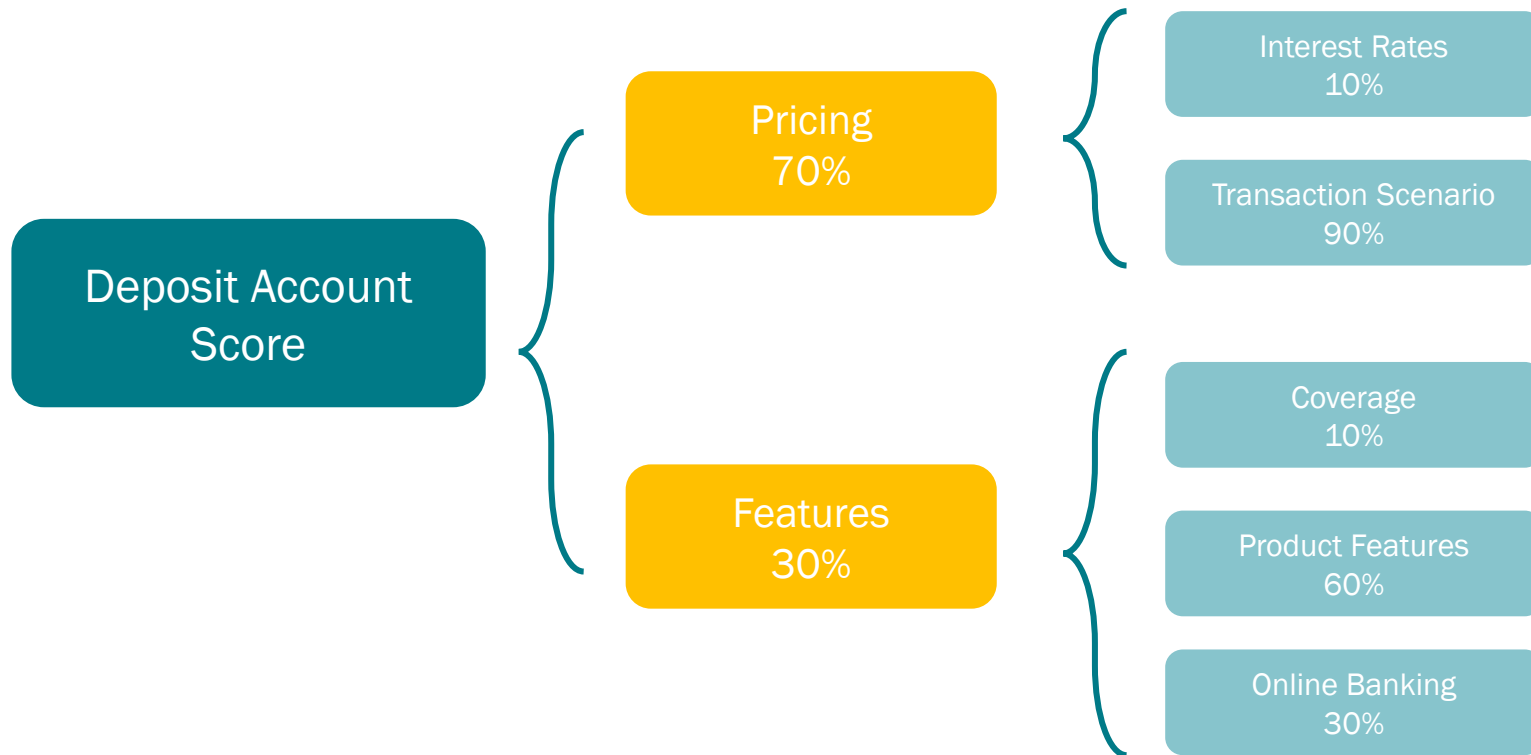 Deposit Account
Score
Pricing
70%
Interest Rates
10%
Transaction Scenario
90%
Features
30%
Coverage
10%
Product Features
60%
Online Banking
30%